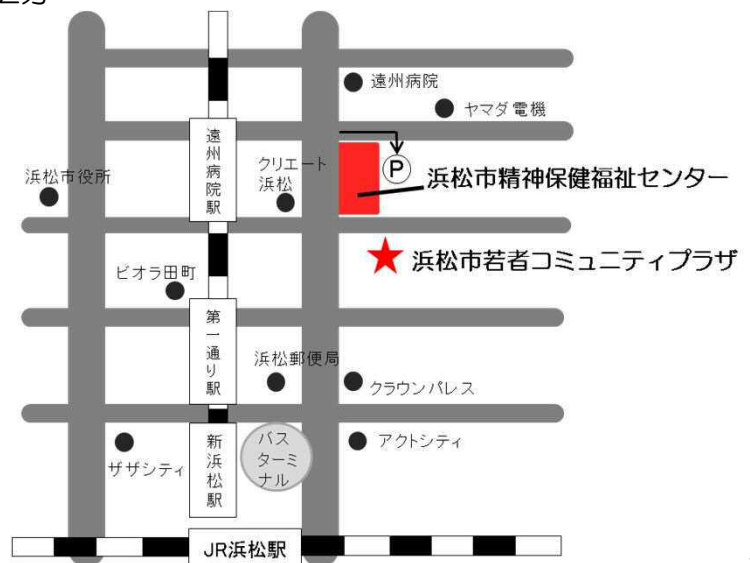 遠州病院
ヤマダ電機
遠州病院駅
クリエート
浜松
P
浜松市精神保健福祉センター
浜松市役所
浜松市若者コミュニティプラザ
ビオラ田町
第一通り駅
浜松郵便局
クラウンパレス
新浜松駅
バス
ターミ
ナル
アクトシティ
ザザシティ
JR浜松駅